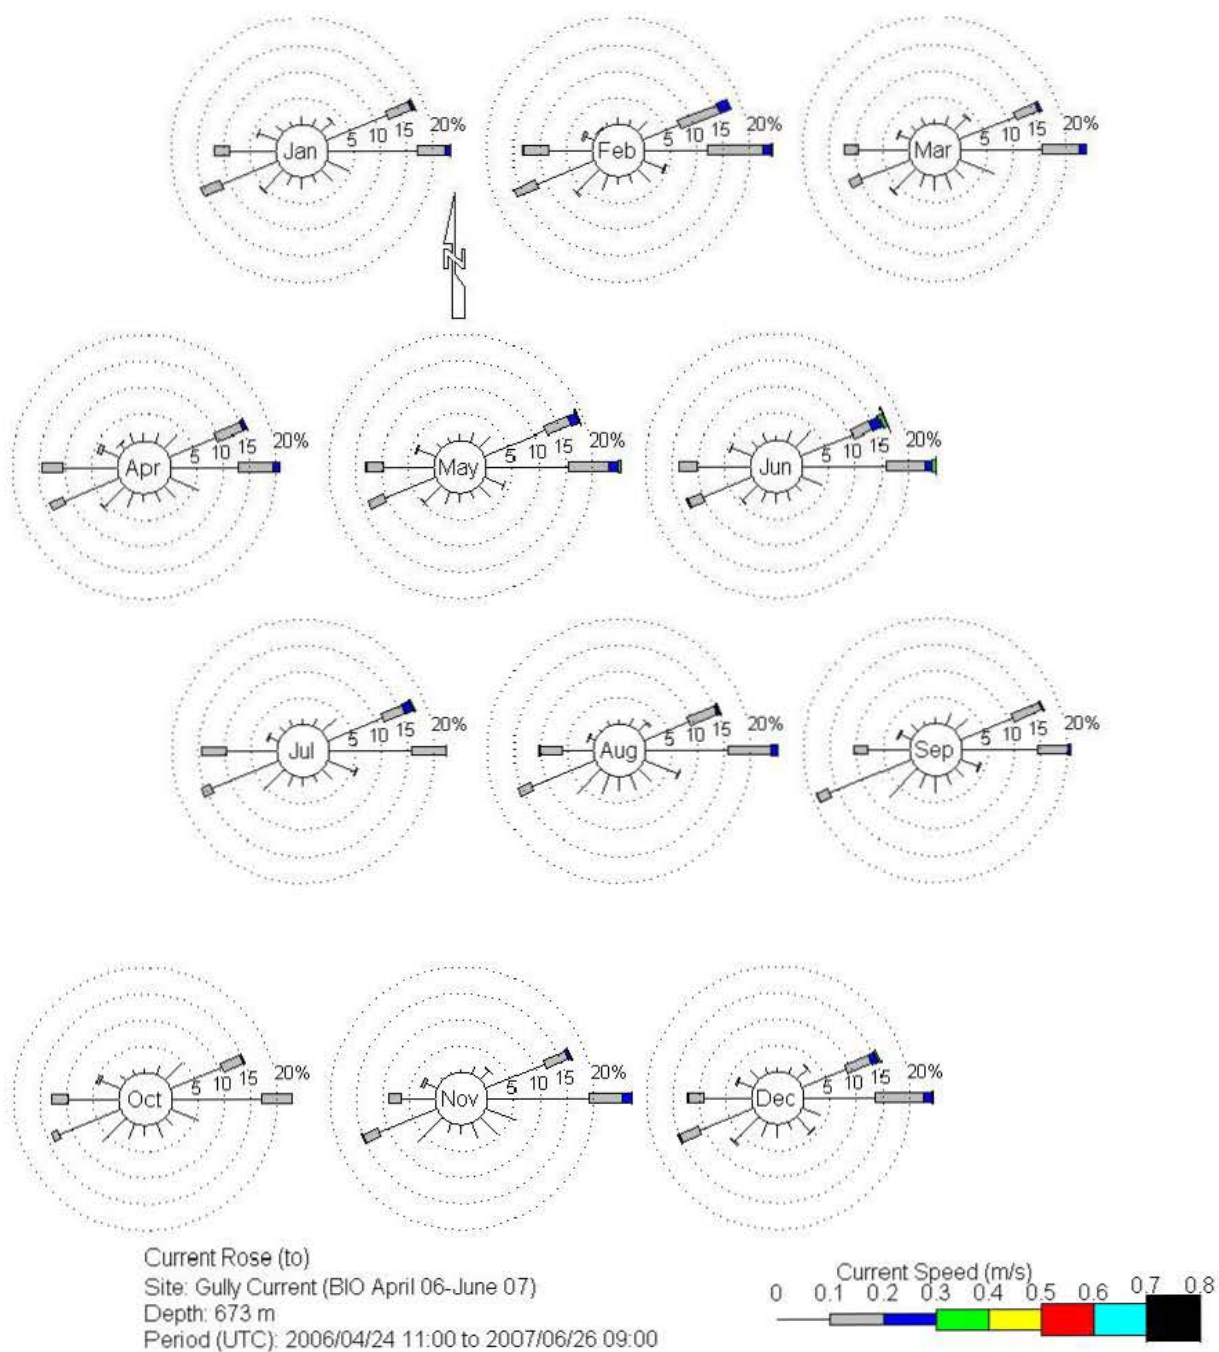 Jan 5 10 15 20%
Feb 5 10 15 20%
Mar 5 10 15 20%
N
Apr 5 10 15 20%
May 5 10 15 20%
Jun 5 10 15 20%
Jul 5 10 15 20%
Aug 5 10 15 20%
Sep 5 10 15 20%
Oct 5 10 15 20%
Nov 5 10 15 20%
Dec 5 10 15 20%
Current Rose (to)
Site: Gully Current (BIO April 06-June 07)
Depth: 673 m
Period (UTC): 2006/04/24 11:00 to 2007/06/26 09:00
Current Speed (m/s)
0 0.1 0.2 0.3 0.4 0.5 0.6 0.7 0.8